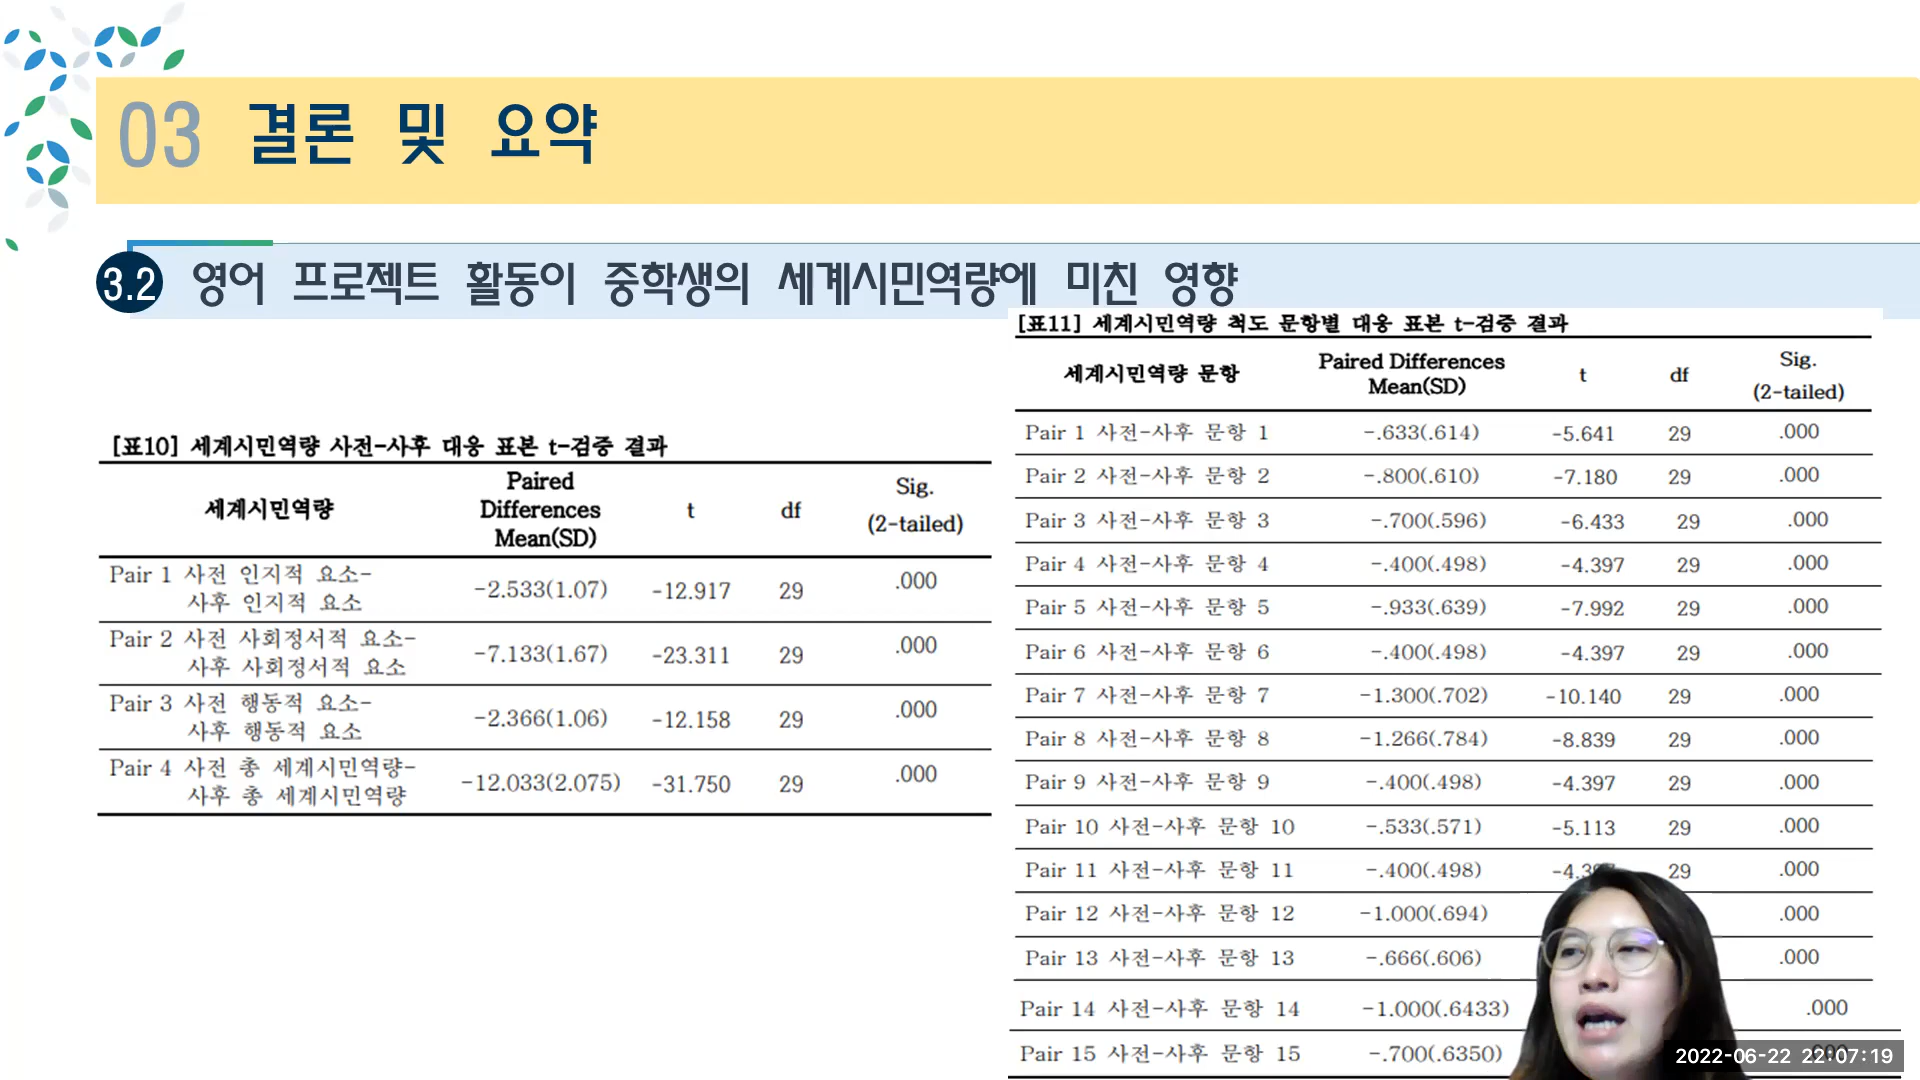 03 결론 및 요약
3.2 영어 프로젝트 활동이 중학생의 세계시민역량에 미친 영향
[표10] 세계시민역량 사전-사후 대응 표본 t-검증 결과
세계시민역량 Paired Differences Mean(SD) t df Sig. (2-tailed)
Pair 1 사전 인지적 요소-
사후 인지적 요소 -2.533(1.07) -12.917 29 .000
Pair 2 사전 사회정서적 요소-
사후 사회정서적 요소 -7.133(1.67) -23.311 29 .000
Pair 3 사전 행동적 요소-
사후 행동적 요소 -2.366(1.06) -12.158 29 .000
Pair 4 사전 총 세계시민역량-
사후 총 세계시민역량 -12.033(2.075) -31.750 29 .000
[표11] 세계시민역량 척도 문항별 대응 표본 t-검증 결과
세계시민역량 문항 Paired Differences Mean(SD) t df Sig. (2-tailed)
Pair 1 사전-사후 문항 1 -.633(.614) -5.641 29 .000
Pair 2 사전-사후 문항 2 -.800(.610) -7.180 29 .000
Pair 3 사전-사후 문항 3 -.700(.596) -6.433 29 .000
Pair 4 사전-사후 문항 4 -.400(.498) -4.397 29 .000
Pair 5 사전-사후 문항 5 -.933(.639) -7.992 29 .000
Pair 6 사전-사후 문항 6 -.400(.498) -4.397 29 .000
Pair 7 사전-사후 문항 7 -1.300(.702) -10.140 29 .000
Pair 8 사전-사후 문항 8 -1.266(.784) -8.839 29 .000
Pair 9 사전-사후 문항 9 -.400(.498) -4.397 29 .000
Pair 10 사전-사후 문항 10 -.533(.571) -5.113 29 .000
Pair 11 사전-사후 문항 11 -.400(.498) 29 .000
Pair 12 사전-사후 문항 12 -1.000(.694) .000
Pair 13 사전-사후 문항 13 -.666(.606) .000
Pair 14 사전-사후 문항 14 -1.000(.6433) .000
Pair 15 사전-사후 문항 15 -.700(.6350)
2022-06-22 22:07:19